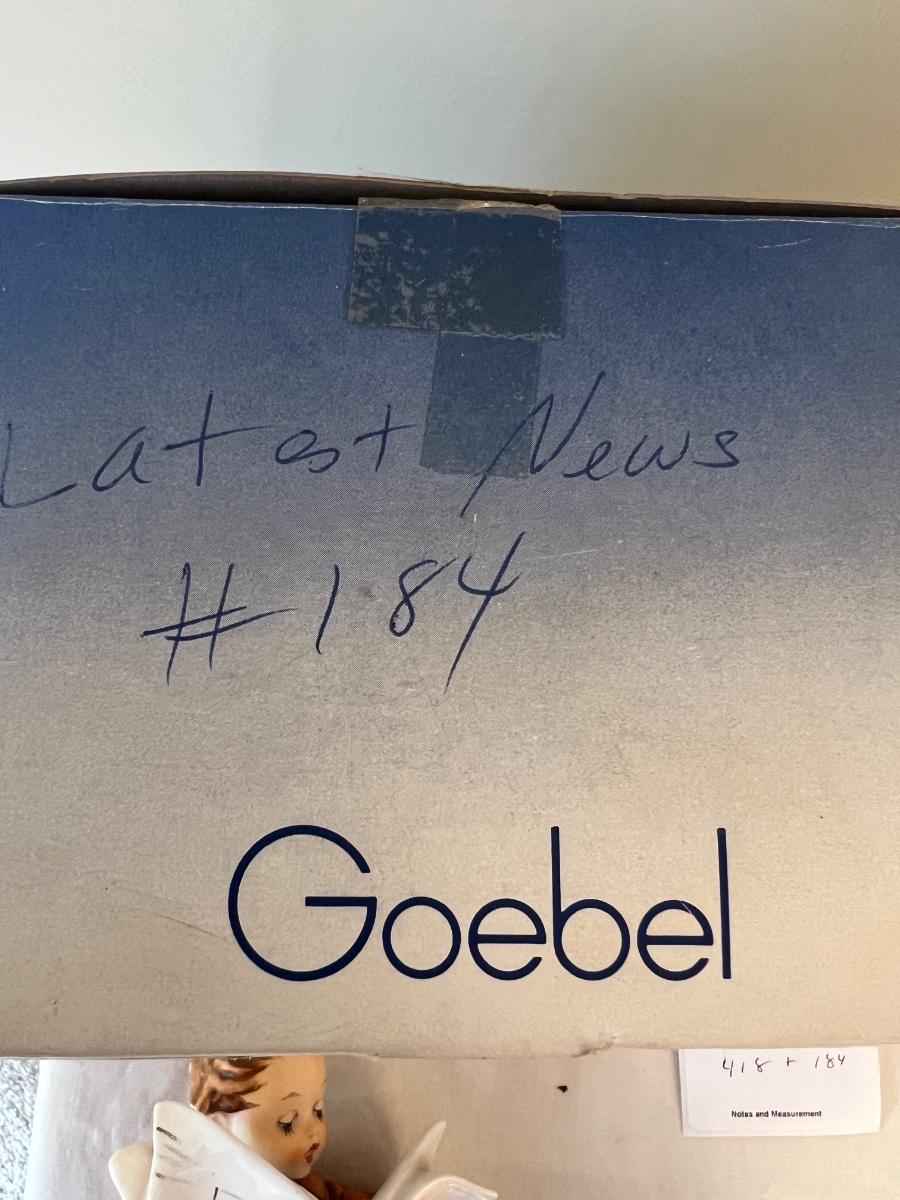 Latest News
#184
Goebel
418 + 184
Notes and Measurement